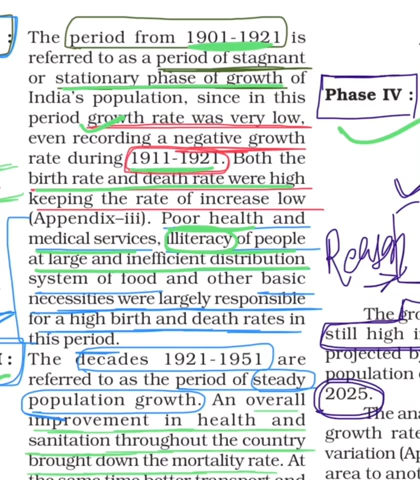 :
The period from 1901-1921 is
referred to as a period of stagnant
or stationary phase of growth of
India's population, since in this
period growth rate was very low,
even recording a negative growth
rate during 1911-1921. Both the
birth rate and death rate were high
keeping the rate of increase low
(Appendix–iii). Poor health and
medical services, illiteracy of people
at large and inefficient distribution
system of food and other basic
necessities were largely responsible
for a high birth and death rates in
this period.
I :
The decades 1921-1951 are
referred to as the period of steady
population growth. An overall
improvement in health and
sanitation throughout the country
brought down the mortality rate. At
the same time better transport and
Phase IV :
Reason
The gro
still high i
projected by
population o
2025.
The ana
growth rate
variation (Ap
area to anot